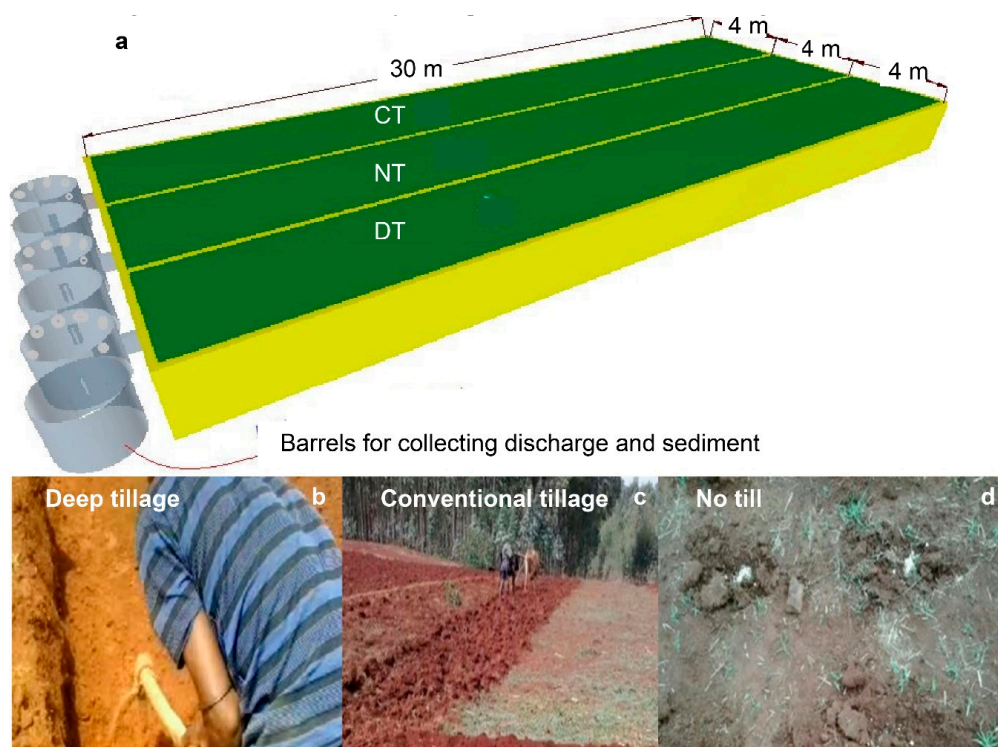 a
30 m
4 m
4 m
4 m
CT
NT
DT
Barrels for collecting discharge and sediment
Deep tillage b
Conventional tillage c
No till d